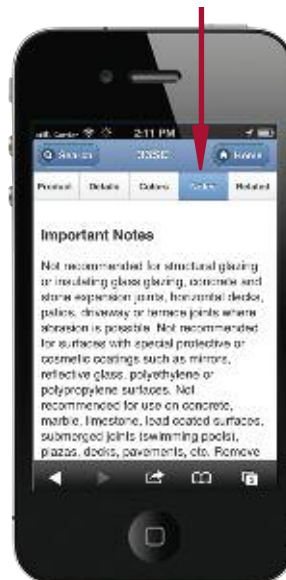 2:11 PM
Search Home
Product Details Colors Notes Related
Important Notes
Not recommended for structural glazing
or insulating glass glazing, concrete and
stone expansion joints, horizontal decks,
patios, driveway or terrace joints where
abrasion is possible. Not recommended
for surfaces with special protective or
cosmetic coatings such as mirrors,
reflective glass, polyethylene or
polypropylene surfaces. Not
recommended for use on concrete,
marble, limestone, lead coated surfaces,
submerged joints (swimming pools),
plazas, decks, pavements, etc. Remove